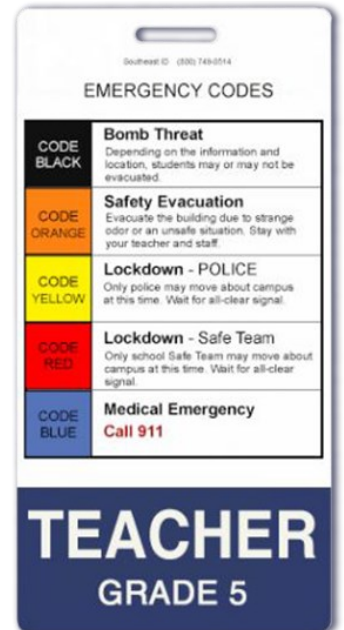 Southeast ID (800) 749-0514
EMERGENCY CODES
CODE
BLACK
Bomb Threat
Depending on the information and
location, students may or may not be
evacuated.
CODE
ORANGE
Safety Evacuation
Evacuate the building due to strange
odor or an unsafe situation. Stay with
your teacher and staff.
CODE
YELLOW
Lockdown - POLICE
Only police may move about campus
at this time. Wait for all-clear signal.
CODE
RED
Lockdown - Safe Team
Only school Safe Team may move about
campus at this time. Wait for all-clear
signal.
CODE
BLUE
Medical Emergency
Call 911
TEACHER
GRADE 5